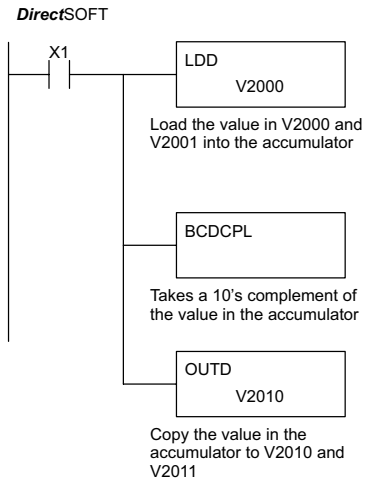 DirectSOFT
X1
LDD
V2000
Load the value in V2000 and
V2001 into the accumulator
BCDCPL
Takes a 10's complement of
the value in the accumulator
OUTD
V2010
Copy the value in the
accumulator to V2010 and
V2011